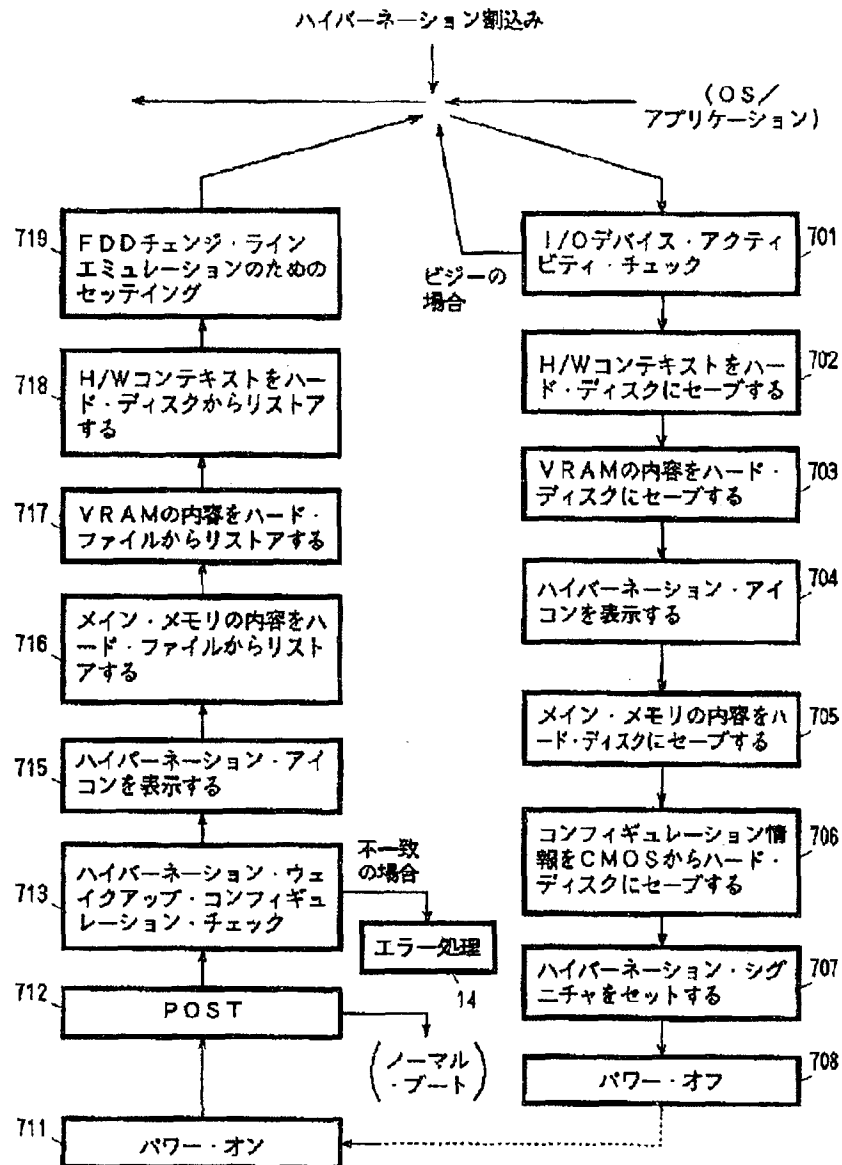 ハイバーネーション割込み
(OS/
アプリケーション)
719
FDDチェンジ・ライン
エミュレーションのための
セッテイング
718
H/Wコンテキストをハー
ド・ディスクからリストア
する
717
VRAMの内容をハード・
ファイルからリストアする
716
メイン・メモリの内容をハ
ード・ファイルからリスト
アする
715
ハイバーネーション・アイ
コンを表示する
713
ハイバーネーション・ウェ
イクアップ・コンフィギュ
レーション・チェック
不一致
の場合
エラー処理
14
712
POST
(ノーマル
・ブート)
711
パワー・オン
ビジーの
場合
I/Oデバイス・アクティ
ビティ・チェック
701
H/Wコンテキストをハー
ド・ディスクにセーブする
702
VRAMの内容をハード・
ディスクにセーブする
703
ハイバーネーション・アイ
コンを表示する
704
メイン・メモリの内容をハ
ード・ディスクにセーブする
705
コンフィギュレーション情
報をCMOSからハード・
ディスクにセーブする
706
ハイバーネーション・シグ
ニチャをセットする
707
パワー・オフ
708